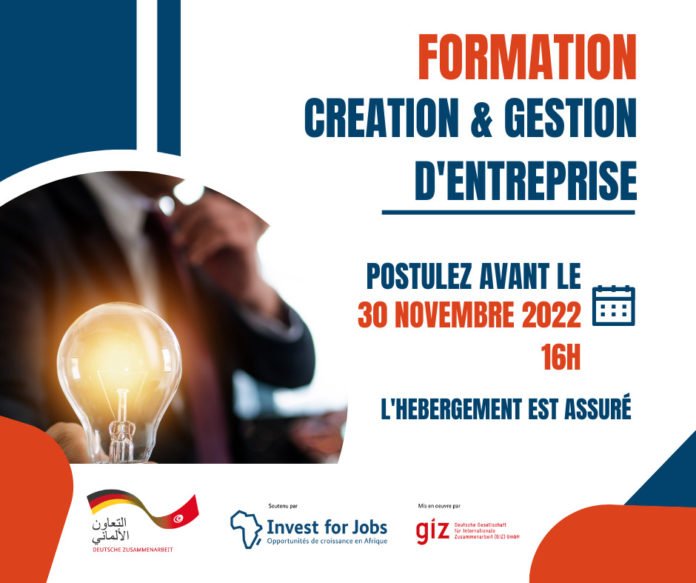 FORMATION
CREATION & GESTION
D'ENTREPRISE
POSTULEZ AVANT LE
30 NOVEMBRE 2022
16H
L'HEBERGEMENT EST ASSURÉ
التعاون
الألماني
DEUTSCHE ZUSAMMENARBEIT
Soutenu par
Invest for Jobs
Opportunités de croissance en Afrique
Mis en oeuvre par
giz
Deutsche Gesellschaft
für Internationale
Zusammenarbeit (GIZ) GmbH